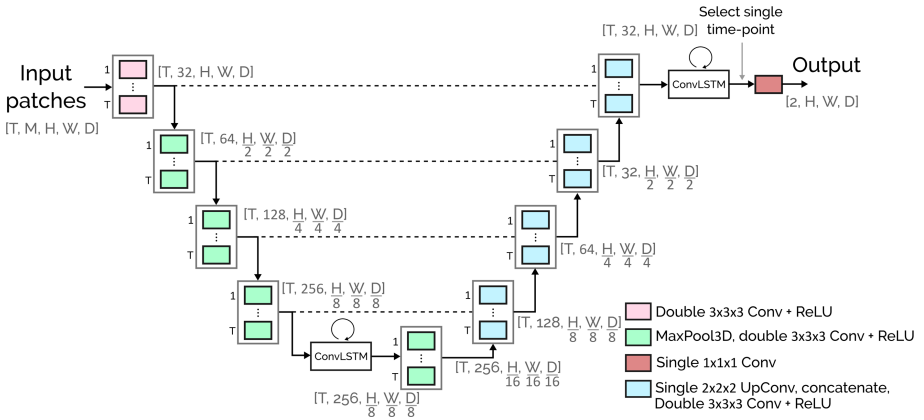 Input
patches
[T, M, H, W, D]
1
⋮
T
[T, 32, H, W, D]
1
⋮
T
[T, 64, H/2, W/2, D/2]
1
⋮
T
[T, 128, H/4, W/4, D/4]
1
⋮
T
[T, 256, H/8, W/8, D/8]
ConvLSTM
[T, 256, H/8, W/8, D/8]
1
⋮
T
[T, 256, H/16, W/16, D/16]
1
⋮
T
[T, 128, H/8, W/8, D/8]
1
⋮
T
[T, 64, H/4, W/4, D/4]
1
⋮
T
[T, 32, H/2, W/2, D/2]
1
⋮
T
[T, 32, H, W, D]
ConvLSTM
Select single
time-point
Output
[2, H, W, D]
Double 3x3x3 Conv + ReLU
MaxPool3D, double 3x3x3 Conv + ReLU
Single 1x1x1 Conv
Single 2x2x2 UpConv, concatenate,
Double 3x3x3 Conv + ReLU